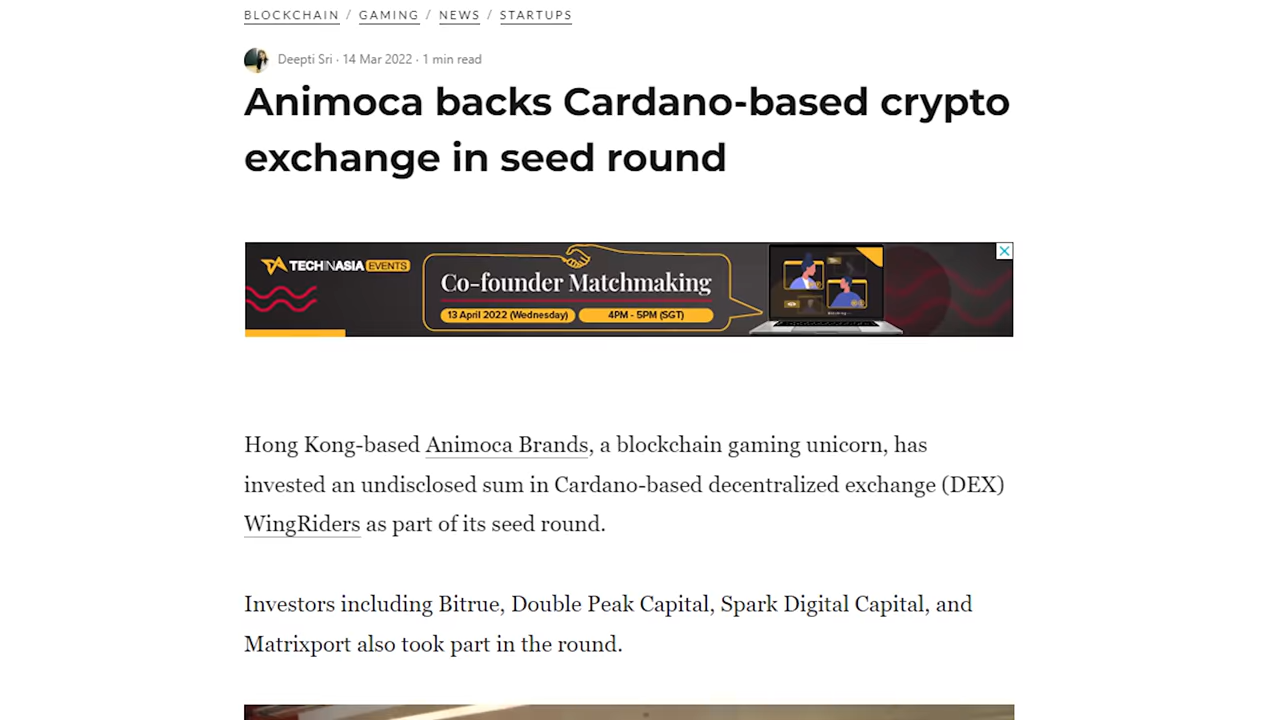 BLOCKCHAIN / GAMING / NEWS / STARTUPS
Deepti Sri · 14 Mar 2022 · 1 min read
Animoca backs Cardano-based crypto
exchange in seed round
TECHINASIA EVENTS
Co-founder Matchmaking
13 April 2022 (Wednesday)
4PM - 5PM (SGT)
Hong Kong-based Animoca Brands, a blockchain gaming unicorn, has
invested an undisclosed sum in Cardano-based decentralized exchange (DEX)
WingRiders as part of its seed round.
Investors including Bitrue, Double Peak Capital, Spark Digital Capital, and
Matrixport also took part in the round.